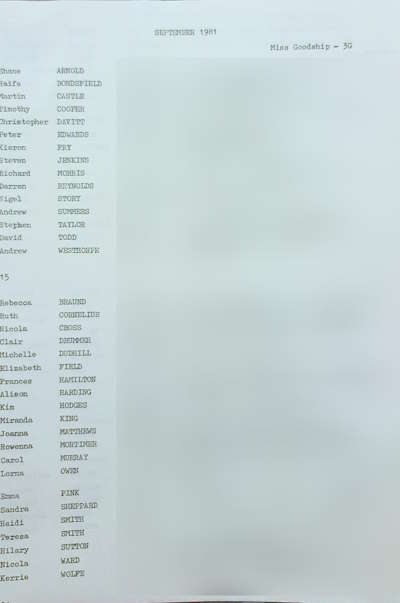 SEPTEMBER 1981
Miss Goodship - 3G
Shane ARNOLD
BONDSFIELD
Martin CASTLE
Timothy COOPER
Christopher DAVITT
Peter EDWARDS
Kieron FRY
Steven JENKINS
Richard MORRIS
Darren REYNOLDS
Nigel STORY
Andrew SUMMERS
Stephen TAYLOR
David TODD
Andrew WESTHORPE
15
Rebecca BRAUND
Ruth CORNELIUS
Nicola CROSS
Clair DRUMMER
Michelle DUDHILL
Elizabeth FIELD
Frances HAMILTON
Alison HARDING
Kim HODGES
Miranda KING
Joanna MATTHEWS
Rowenna MORTIMER
Carol MURRAY
Lorna OWEN
Emma PINK
Sandra SHEPPARD
Heidi SMITH
Teresa SMITH
Hilary SUTTON
Nicola WARD
Kerrie WOLFE